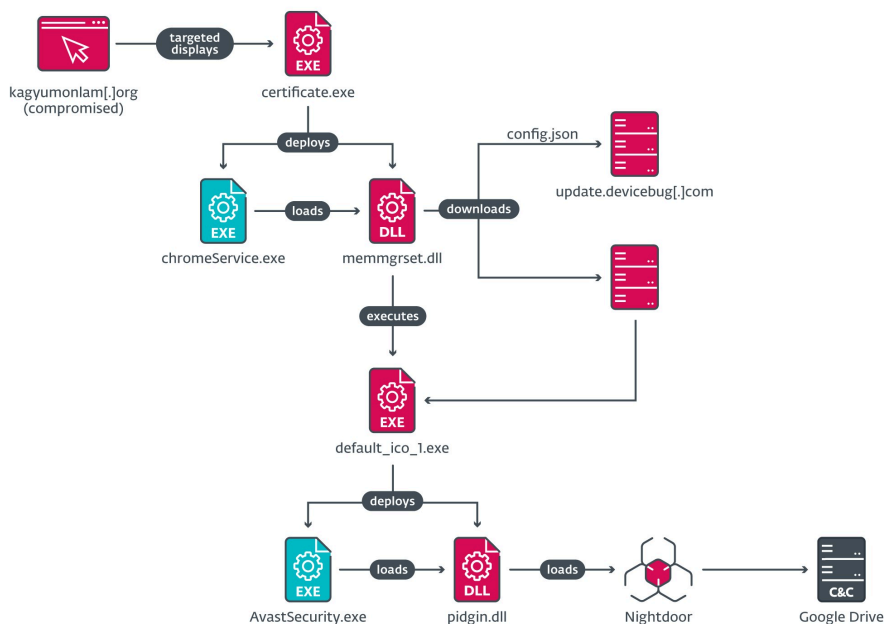 targeted
displays
EXE
kagyumonlam[.]org
(compromised)
certificate.exe
deploys
config.json
EXE
loads
DLL
downloads
update.devicebug[.]com
chromeService.exe
memmgrset.dll
executes
EXE
default_ico_1.exe
deploys
EXE
loads
DLL
loads
C&C
AvastSecurity.exe
pidgin.dll
Nightdoor
Google Drive